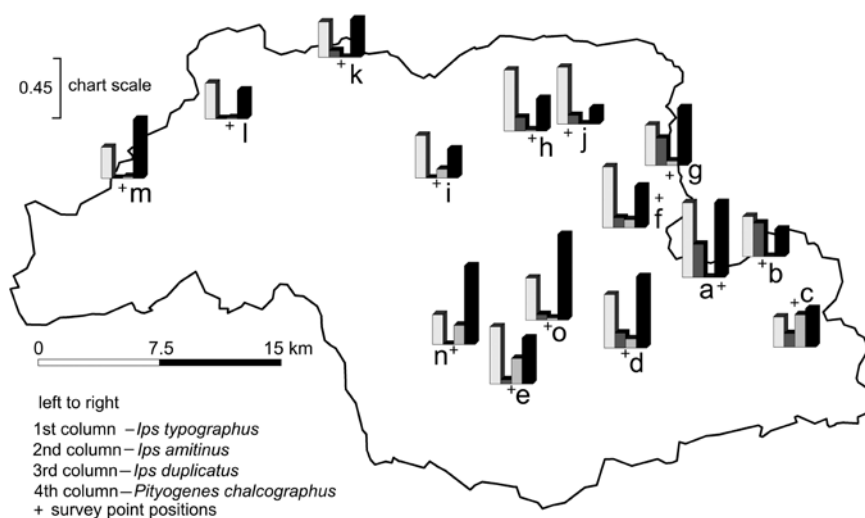 k
0.45 chart scale
l
h
j
m
i
g
f
a+
b
c
n+
o
d
e
0 7.5 15 km
left to right
1st column –Ips typographus
2nd column –Ips amitinus
3rd column–Ips duplicatus
4th column–Pityogenes chalcographus
+ survey point positions